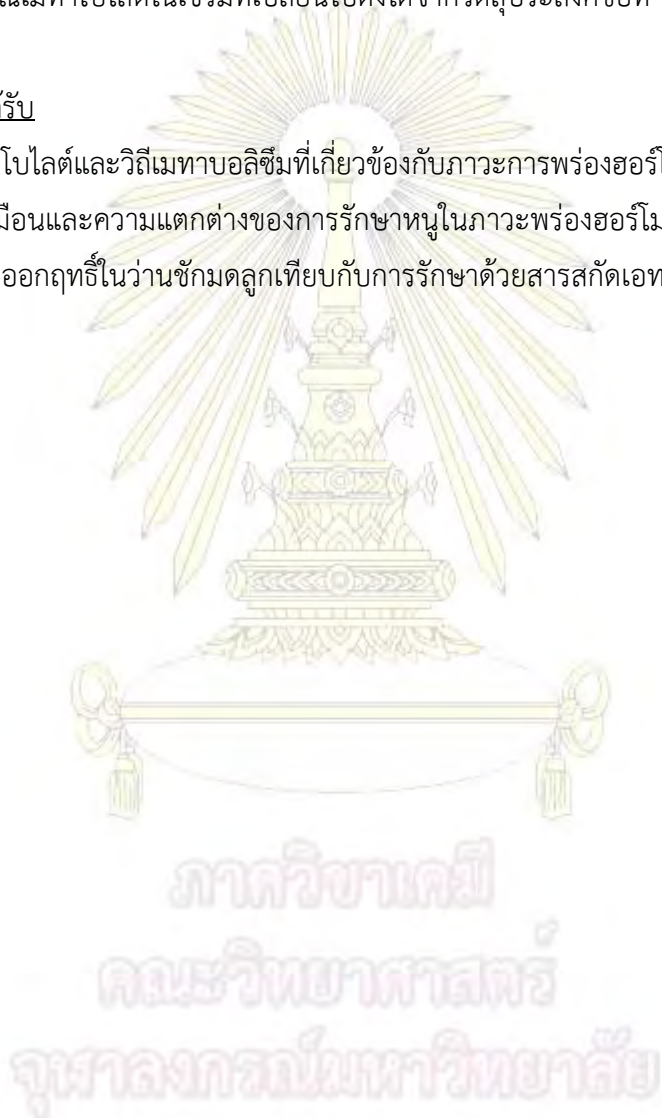 ้รับ
โบไลต์และวิถีเมทาบอลิซึมที่เกี่ยวข้องกับภาวะการพร่องฮอร์โ
มือนและความแตกต่างของการรักษาหนูในภาวะพร่องฮอร์โม
ออกฤทธิ์ในว่านชักมดลูกเทียบกับการรักษาด้วยสารสกัดเอท
ภาควิชาเคมี
คณะวิทยาศาสตร์
จุฬาลงกรณ์มหาวิทยาลัย